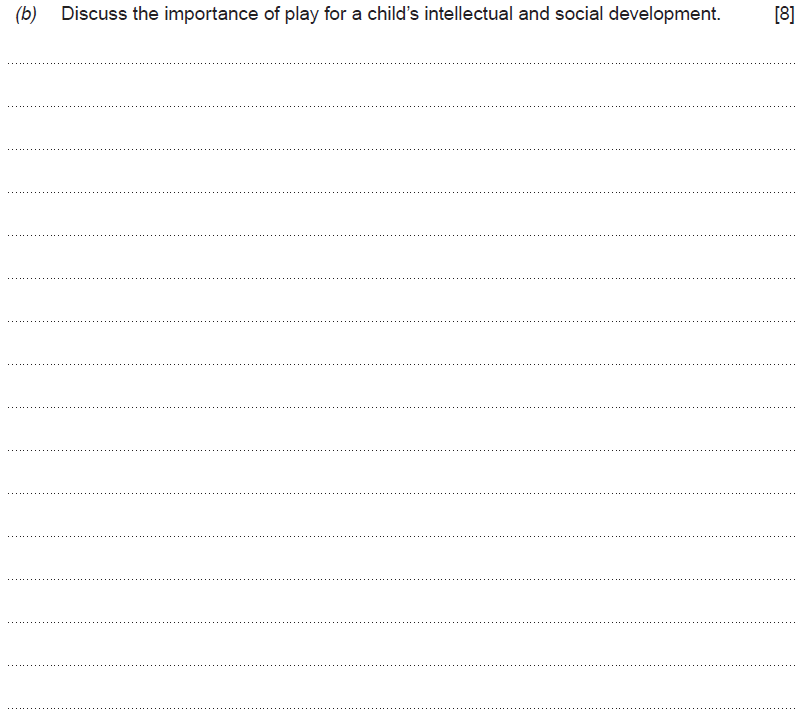 (b) Discuss the importance of play for a child's intellectual and social development. [8]